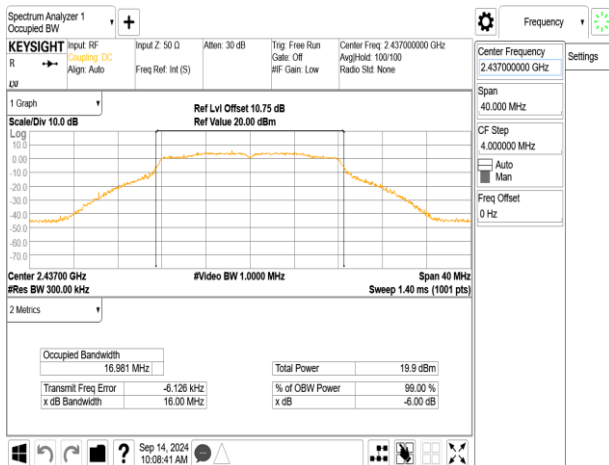 Spectrum Analyzer 1
Occupied BW
Frequency
KEYSIGHT
Input: RF
Coupling: DC
Align: Auto
Input Z: 50 Ω
Freq Ref: Int (S)
Atten: 30 dB
Trig: Free Run
Gate: Off
#IF Gain: Low
Center Freq: 2.437000000 GHz
Avg|Hold: 100/100
Radio Std: None
R
LXI
Center Frequency
2.437000000 GHz
Settings
Span
40.000 MHz
CF Step
4.000000 MHz
Auto
Man
Freq Offset
0 Hz
1 Graph
Scale/Div 10.0 dB
Ref Lvl Offset 10.75 dB
Ref Value 20.00 dBm
Log
10.0
0.00
-10.0
-20.0
-30.0
-40.0
-50.0
-60.0
-70.0
Center 2.43700 GHz
#Video BW 1.0000 MHz
Span 40 MHz
#Res BW 300.00 kHz
Sweep 1.40 ms (1001 pts)
2 Metrics
Occupied Bandwidth
16.981 MHz
Total Power 19.9 dBm
Transmit Freq Error -6.126 kHz
% of OBW Power 99.00 %
x dB Bandwidth 16.00 MHz
x dB -6.00 dB
Sep 14, 2024
10:08:41 AM